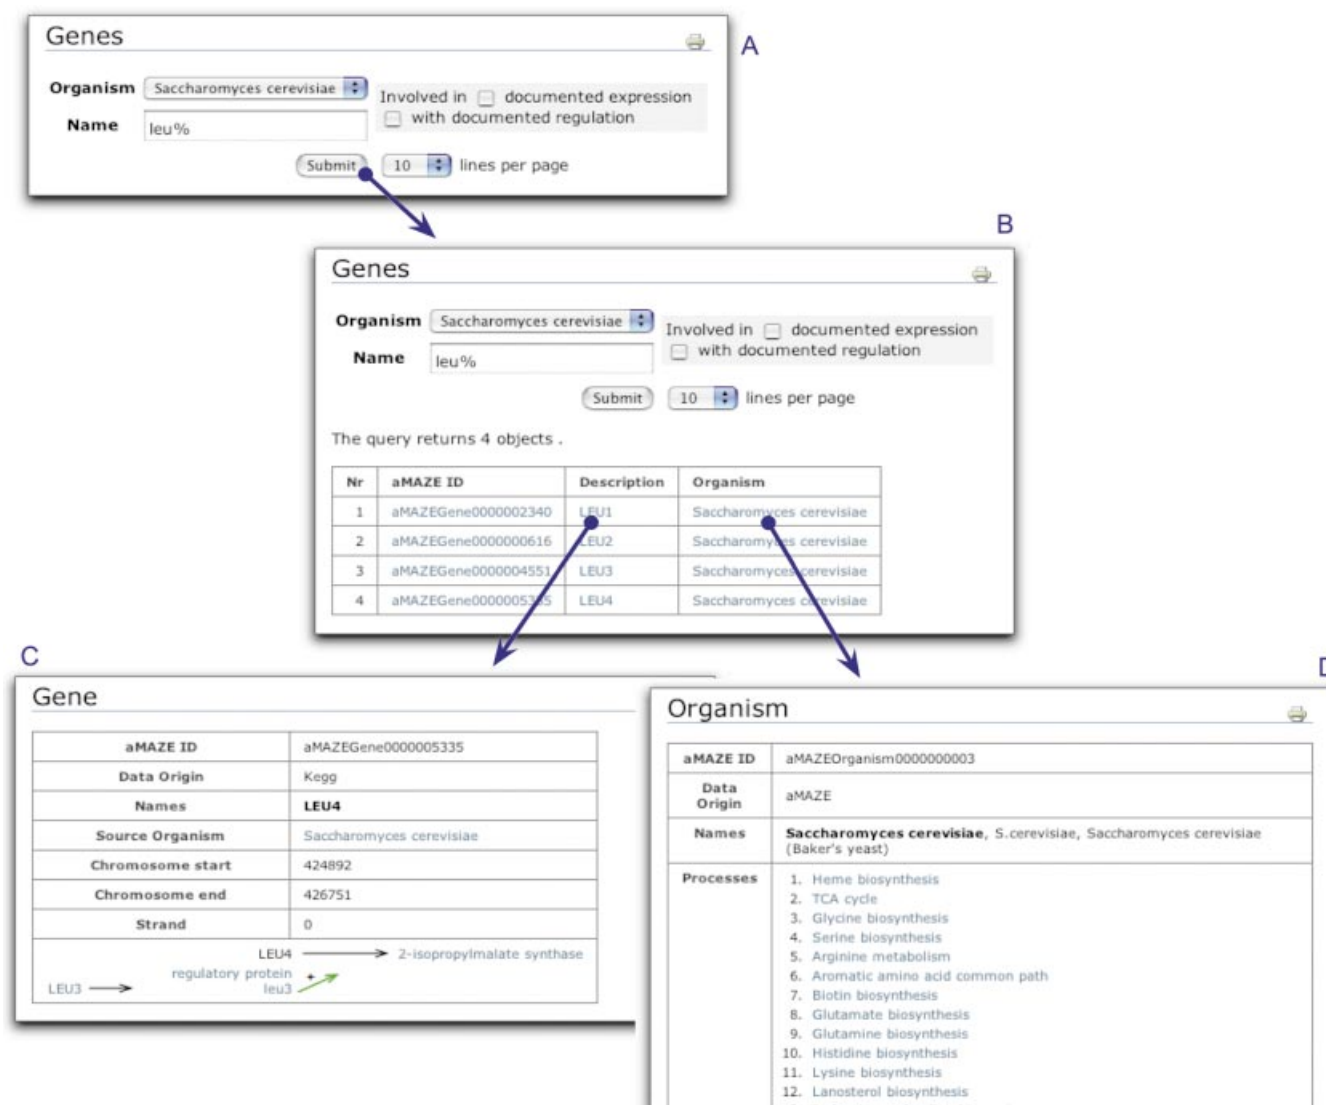 Genes
A
Organism Saccharomyces cerevisiae Involved in documented expression
with documented regulation
Name leu%
Submit 10 lines per page
B
Genes
Organism Saccharomyces cerevisiae Involved in documented expression
with documented regulation
Name leu%
Submit 10 lines per page
The query returns 4 objects .
Nr aMAZE ID Description Organism
1 aMAZEGene0000002340 LEU1 Saccharomyces cerevisiae
2 aMAZEGene0000000616 LEU2 Saccharomyces cerevisiae
3 aMAZEGene0000004551 LEU3 Saccharomyces cerevisiae
4 aMAZEGene0000005335 LEU4 Saccharomyces cerevisiae
C
Gene
aMAZE ID aMAZEGene0000005335
Data Origin Kegg
Names LEU4
Source Organism Saccharomyces cerevisiae
Chromosome start 424892
Chromosome end 426751
Strand 0
LEU4 2-isopropylmalate synthase
regulatory protein +
LEU3 leu3
D
Organism
aMAZE ID aMAZEOrganism0000000003
Data
Origin aMAZE
Names Saccharomyces cerevisiae, S.cerevisiae, Saccharomyces cerevisiae
(Baker's yeast)
Processes 1. Heme biosynthesis
2. TCA cycle
3. Glycine biosynthesis
4. Serine biosynthesis
5. Arginine metabolism
6. Aromatic amino acid common path
7. Biotin biosynthesis
8. Glutamate biosynthesis
9. Glutamine biosynthesis
10. Histidine biosynthesis
11. Lysine biosynthesis
12. Lanosterol biosynthesis